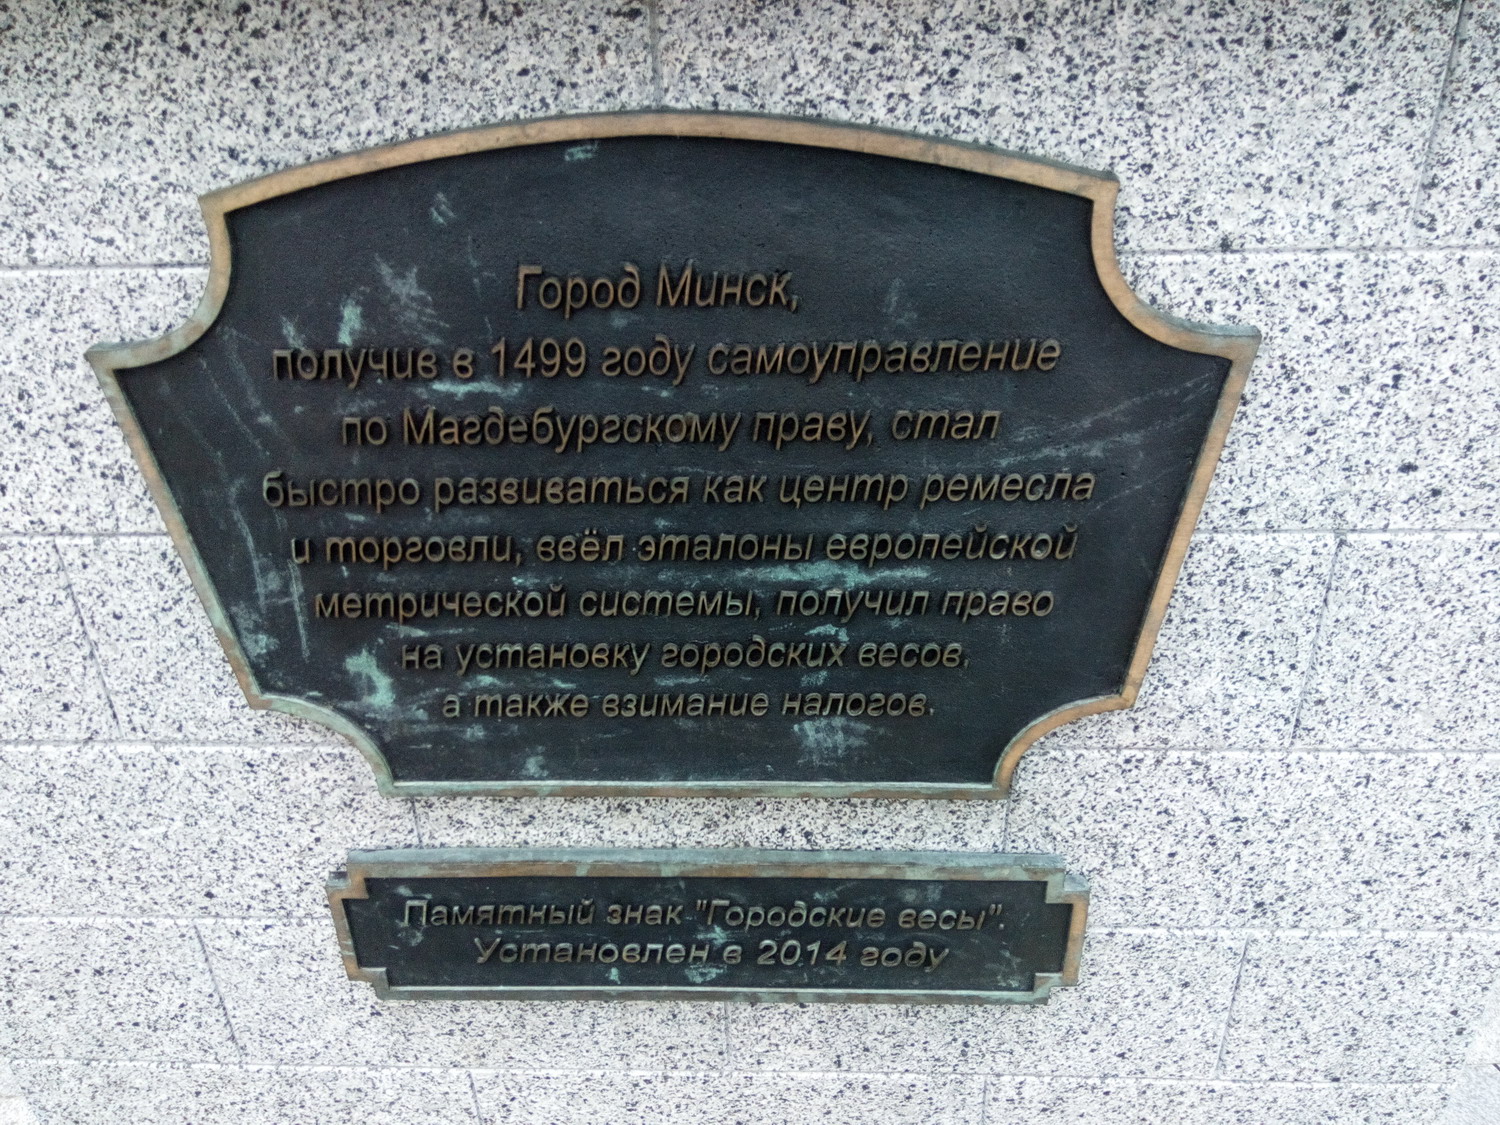 Город Минск,
получив в 1499 году самоуправление
по Магдебургскому праву, стал
быстро развиваться как центр ремесла
и торговли, ввёл эталоны европейской
метрической системы, получил право
на установку городских весов,
а также взимание налогов.
Памятный знак "Городские весы".
Установлен в 2014 году